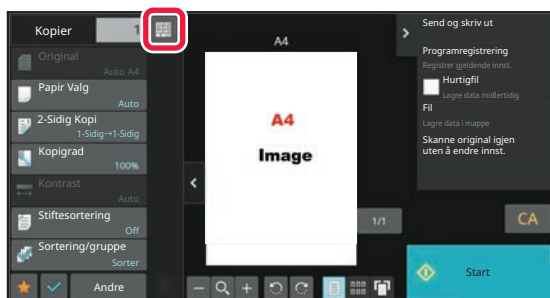 Kopier
1
Original
Auto A4
Papir Valg
Auto
2-Sidig Kopi
1-Sidig→1-Sidig
Kopigrad
100%
Kontrast
Auto
Stiftesortering
Off
Sortering/gruppe
Sorter
Andre
A4
A4
Image
1/1
Send og skriv ut
Programregistrering
Registrer gjeldende innst.
Hurtigfil
Lagre data midlertidig
Fil
Lagre data i mappe
Skanne original igjen
uten å endre innst.
CA
Start